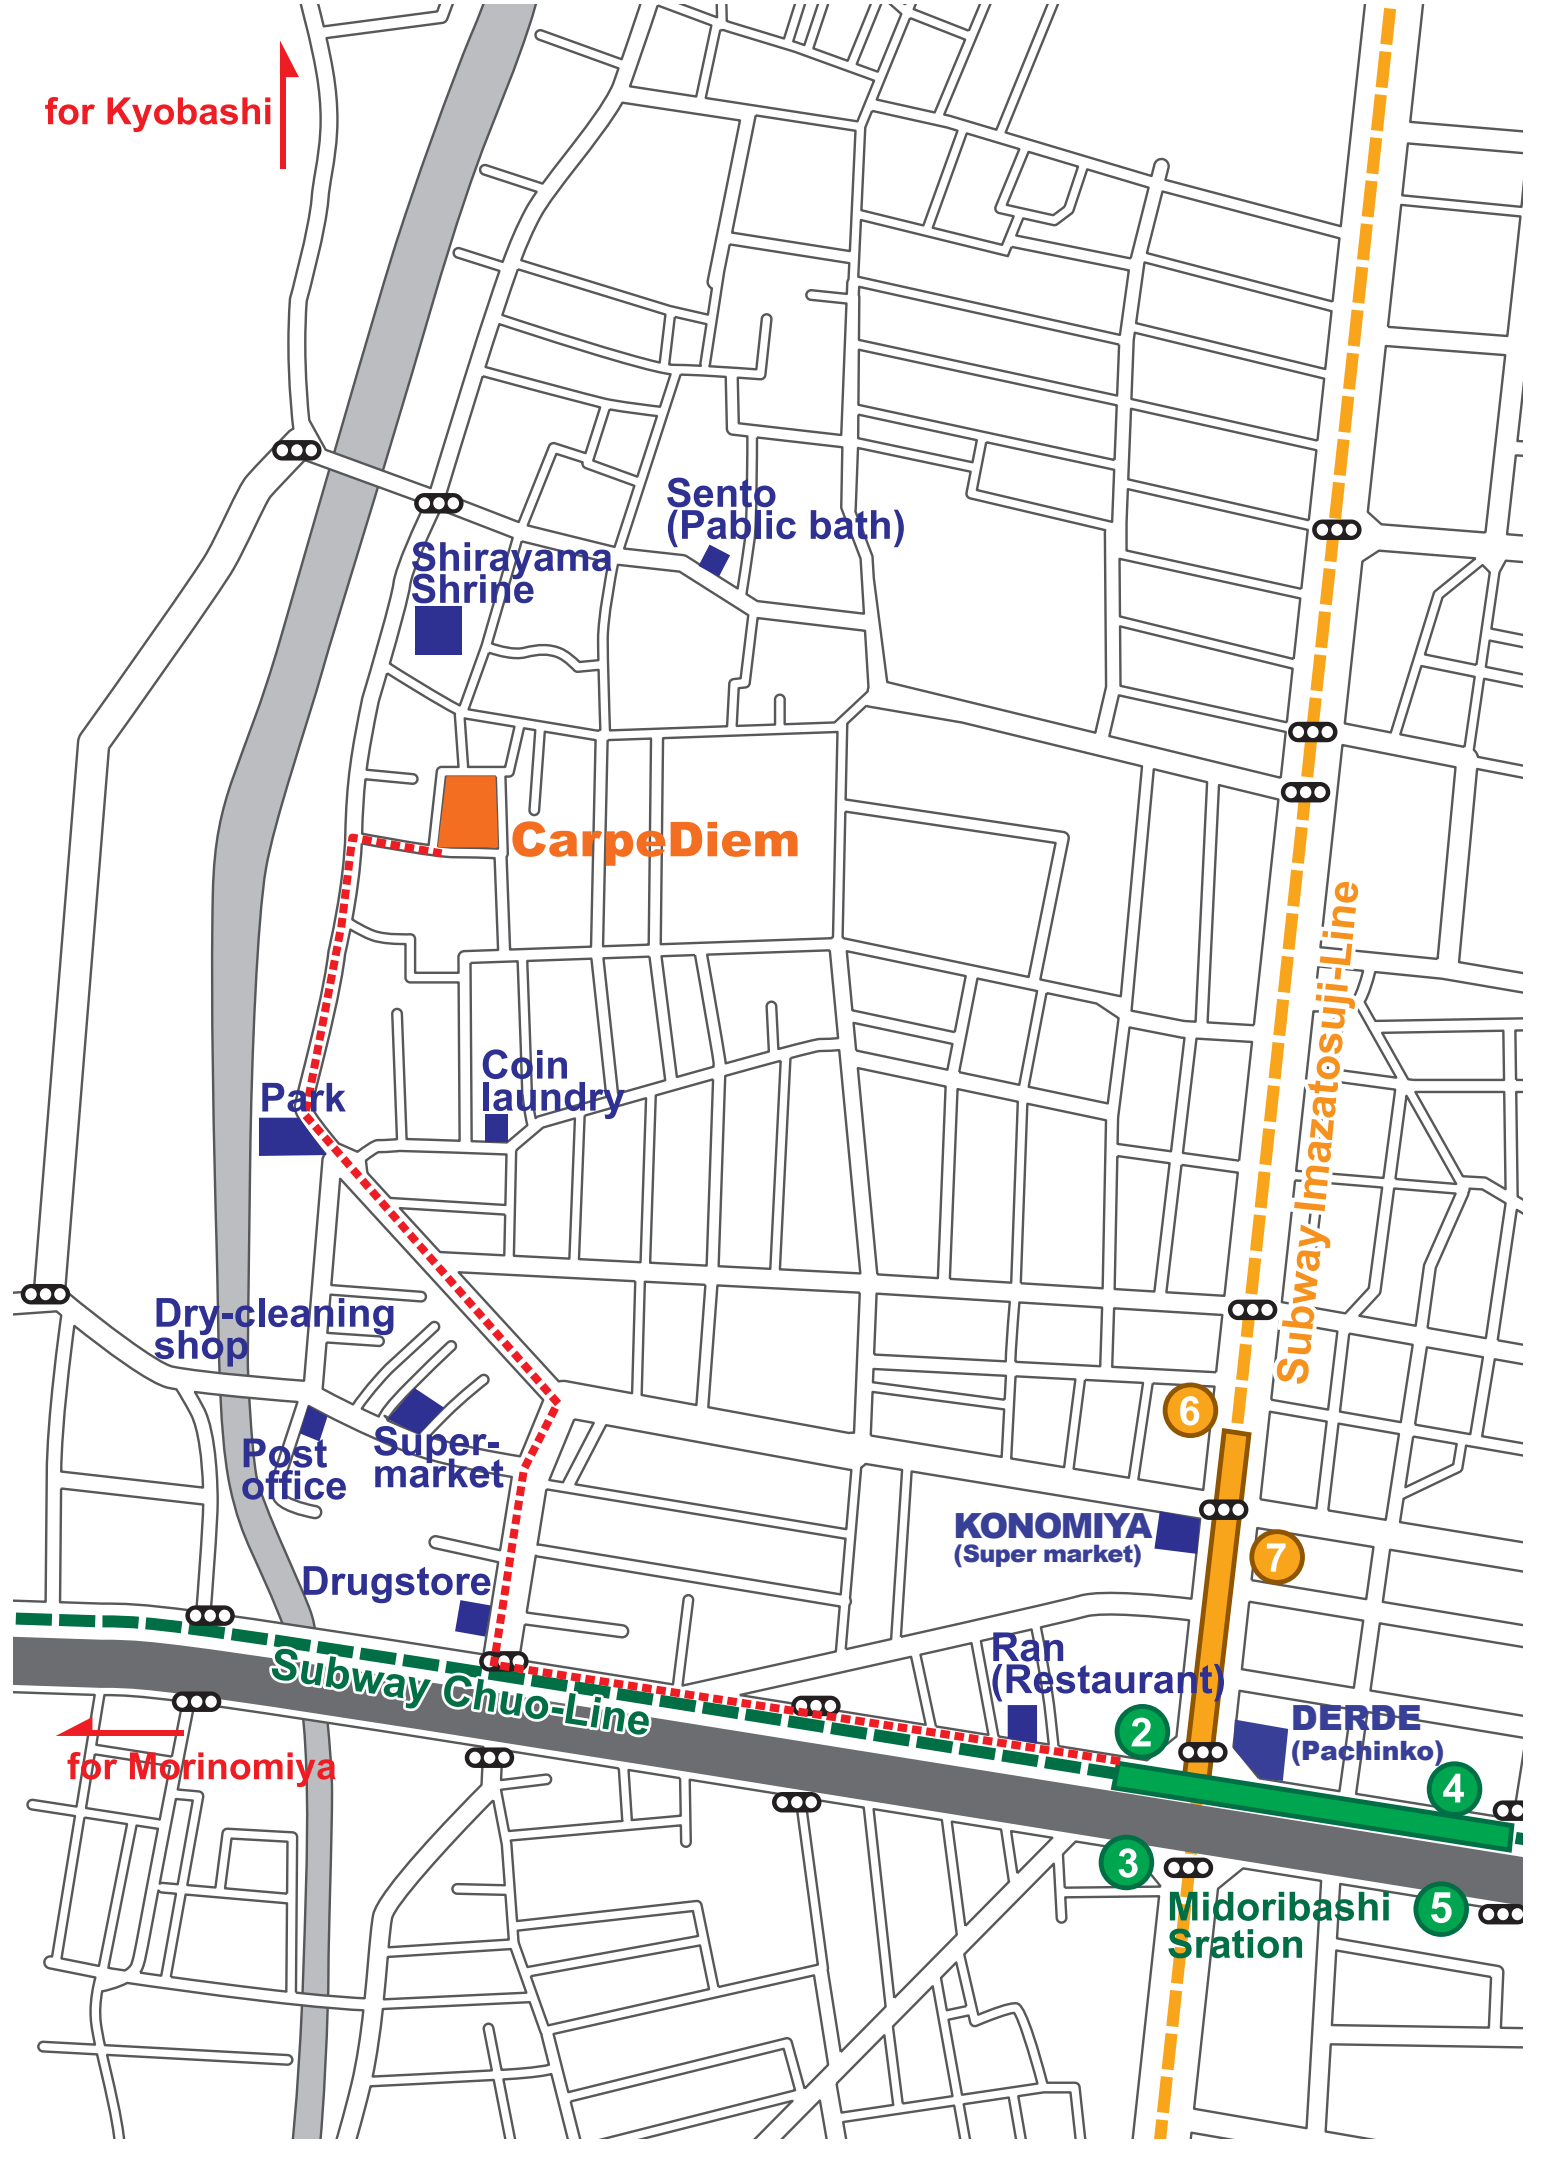 for Kyobashi
Sento
(Pablic bath)
Shirayama
Shrine
CarpeDiem
Subway-Imazatosuji-Line
Coin
laundry
Park
Dry-cleaning
shop
6
Post
office
Super-
market
KONOMIYA
(Super market)
7
Drugstore
Ran
(Restaurant)
Subway Chuo-Line
2
DERDE
(Pachinko)
for Morinomiya
4
3
Midoribashi
Sration
5